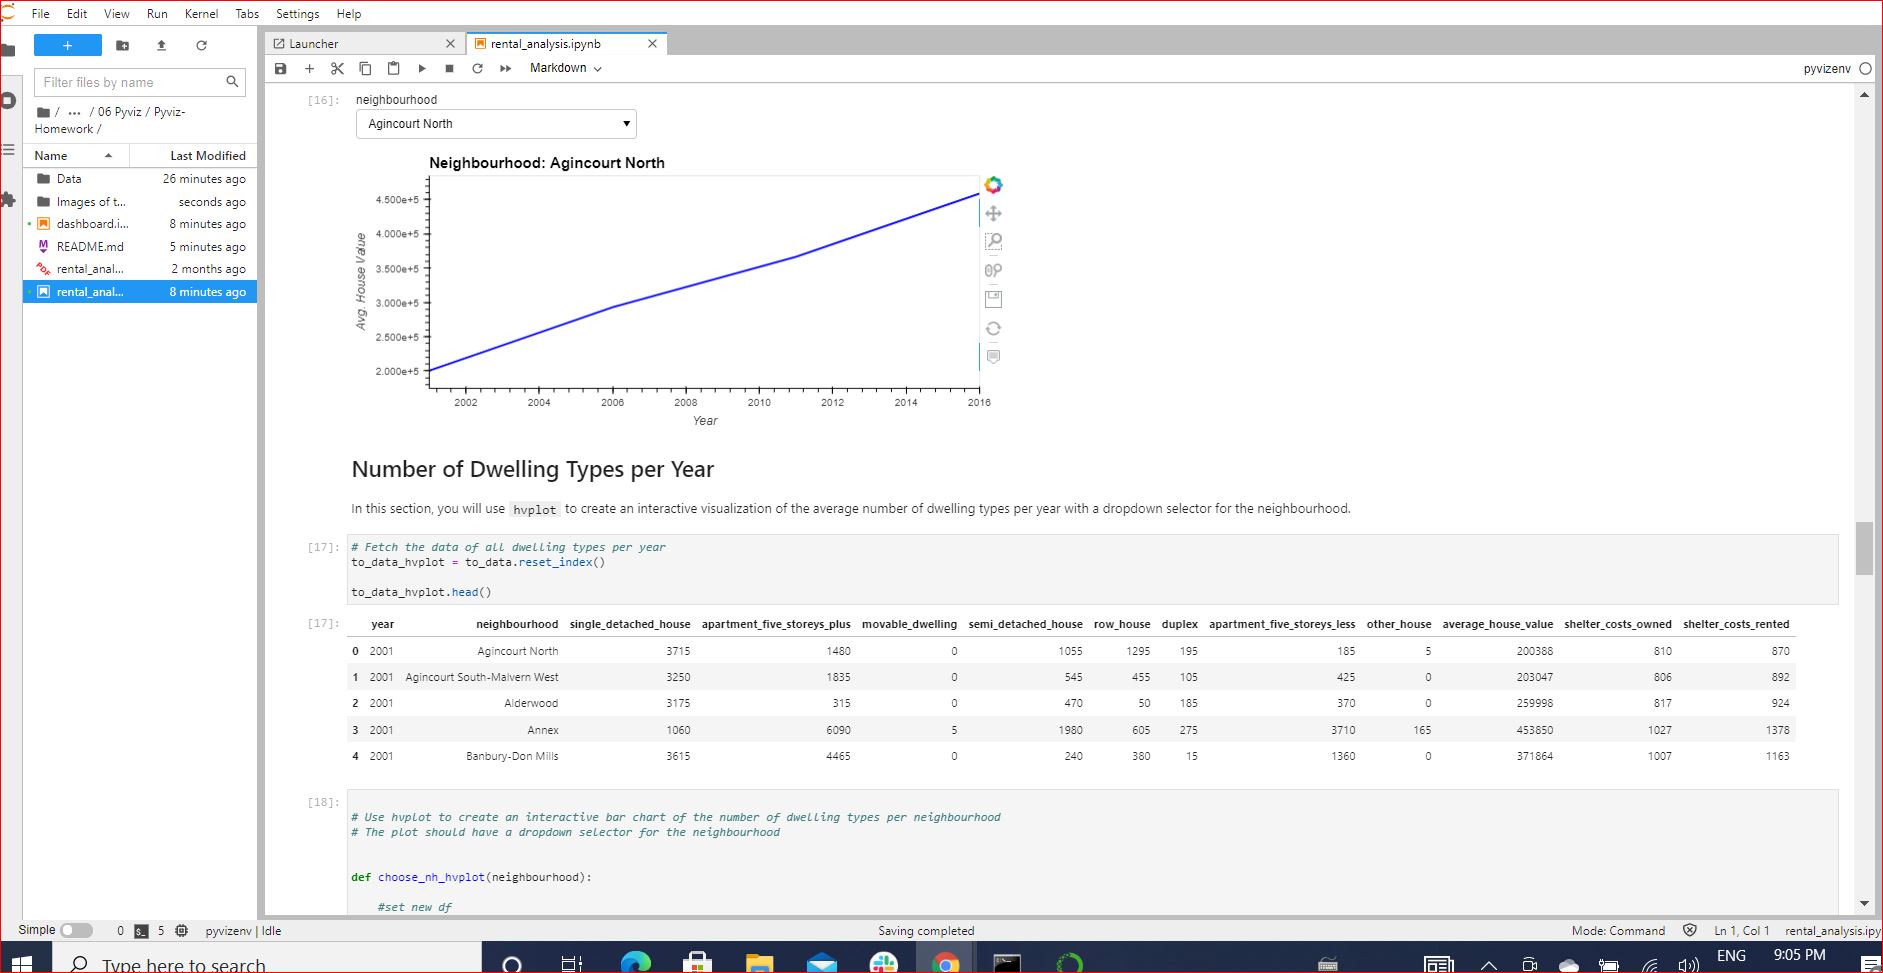 File Edit View Run Kernel Tabs Settings Help
+
Filter files by name
/ ... / 06 Pyviz / Pyviz-
Homework /
Name Last Modified
Data 26 minutes ago
Images of t... seconds ago
dashboard.i... 8 minutes ago
README.md 5 minutes ago
rental_anal... 2 months ago
rental_anal... 8 minutes ago
Launcher rental_analysis.ipynb
Markdown pyvizenv
[16]: neighbourhood
Agincourt North
Neighbourhood: Agincourt North
4.500e+5
4.000e+5
3.500e+5
3.000e+5
2.500e+5
2.000e+5
Avg. House Value
2002 2004 2006 2008 2010 2012 2014 2016
Year
Number of Dwelling Types per Year
In this section, you will use hvplot to create an interactive visualization of the average number of dwelling types per year with a dropdown selector for the neighbourhood.
[17]: # Fetch the data of all dwelling types per year
to_data_hvplot = to_data.reset_index()
to_data_hvplot.head()
[17]: year neighbourhood single_detached_house apartment_five_storeys_plus movable_dwelling semi_detached_house row_house duplex apartment_five_storeys_less other_house average_house_value shelter_costs_owned shelter_costs_rented
0 2001 Agincourt North 3715 1480 0 1055 1295 195 185 5 200388 810 870
1 2001 Agincourt South-Malvern West 3250 1835 0 545 455 105 425 0 203047 806 892
2 2001 Alderwood 3175 315 0 470 50 185 370 0 259998 817 924
3 2001 Annex 1060 6090 5 1980 605 275 3710 165 453850 1027 1378
4 2001 Banbury-Don Mills 3615 4465 0 240 380 15 1360 0 371864 1007 1163
[18]:
# Use hvplot to create an interactive bar chart of the number of dwelling types per neighbourhood
# The plot should have a dropdown selector for the neighbourhood
def choose_nh_hvplot(neighbourhood):
#set new df
Simple 0 5 pyvizenv | Idle Saving completed Mode: Command Ln 1, Col 1 rental_analysis.ipy
Type here to search ENG 9:05 PM